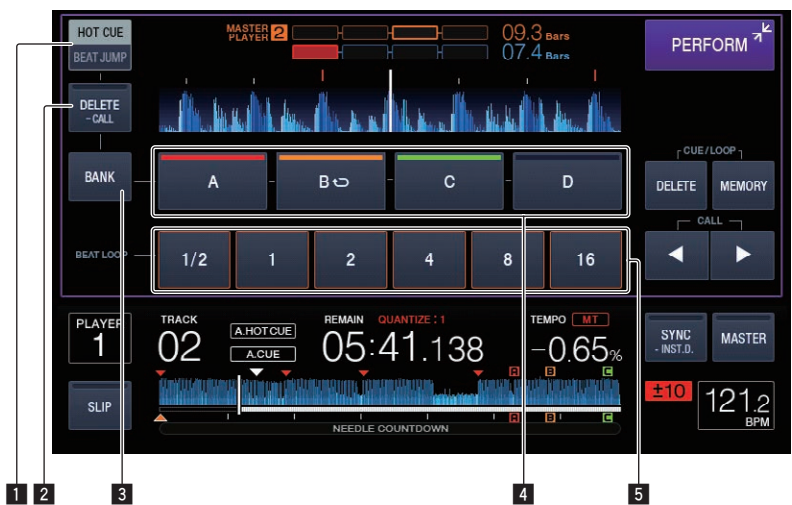 HOT CUE
BEAT JUMP
MASTER
PLAYER 2
09.3 Bars
07.4 Bars
PERFORM
DELETE
- CALL
BANK
A
B
C
D
CUE/LOOP
DELETE
MEMORY
CALL
BEAT LOOP
1/2
1
2
4
8
16
PLAYER
1
TRACK
02
A.HOTCUE
A.CUE
REMAIN
QUANTIZE : 1
05:41.138
TEMPO
MT
-0.65%
SYNC
- INST.D.
MASTER
A
B
C
±10
121.2
BPM
SLIP
A
B
C
NEEDLE COUNTDOWN
1
2
3
4
5